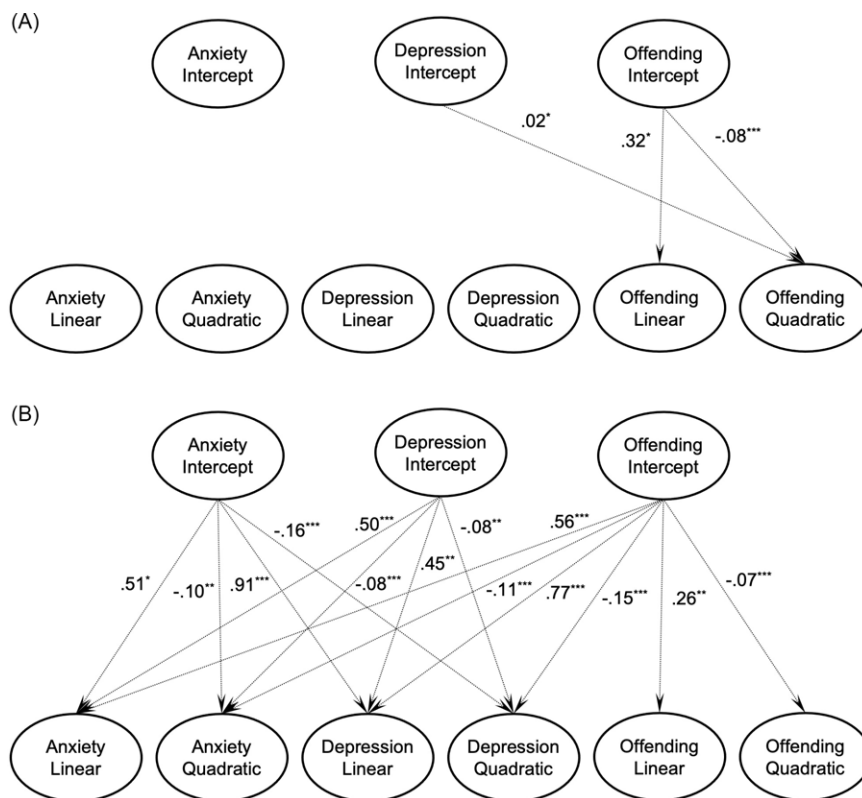 (A)
Anxiety
Intercept
Depression
Intercept
Offending
Intercept
.02*
.32*
-.08***
Anxiety
Linear
Anxiety
Quadratic
Depression
Linear
Depression
Quadratic
Offending
Linear
Offending
Quadratic
(B)
Anxiety
Intercept
Depression
Intercept
Offending
Intercept
.51*
-.10**
.91***
-.16***
.50***
-.08***
.45**
-.08**
-.11***
.56***
.77***
-.15***
.26**
-.07***
Anxiety
Linear
Anxiety
Quadratic
Depression
Linear
Depression
Quadratic
Offending
Linear
Offending
Quadratic